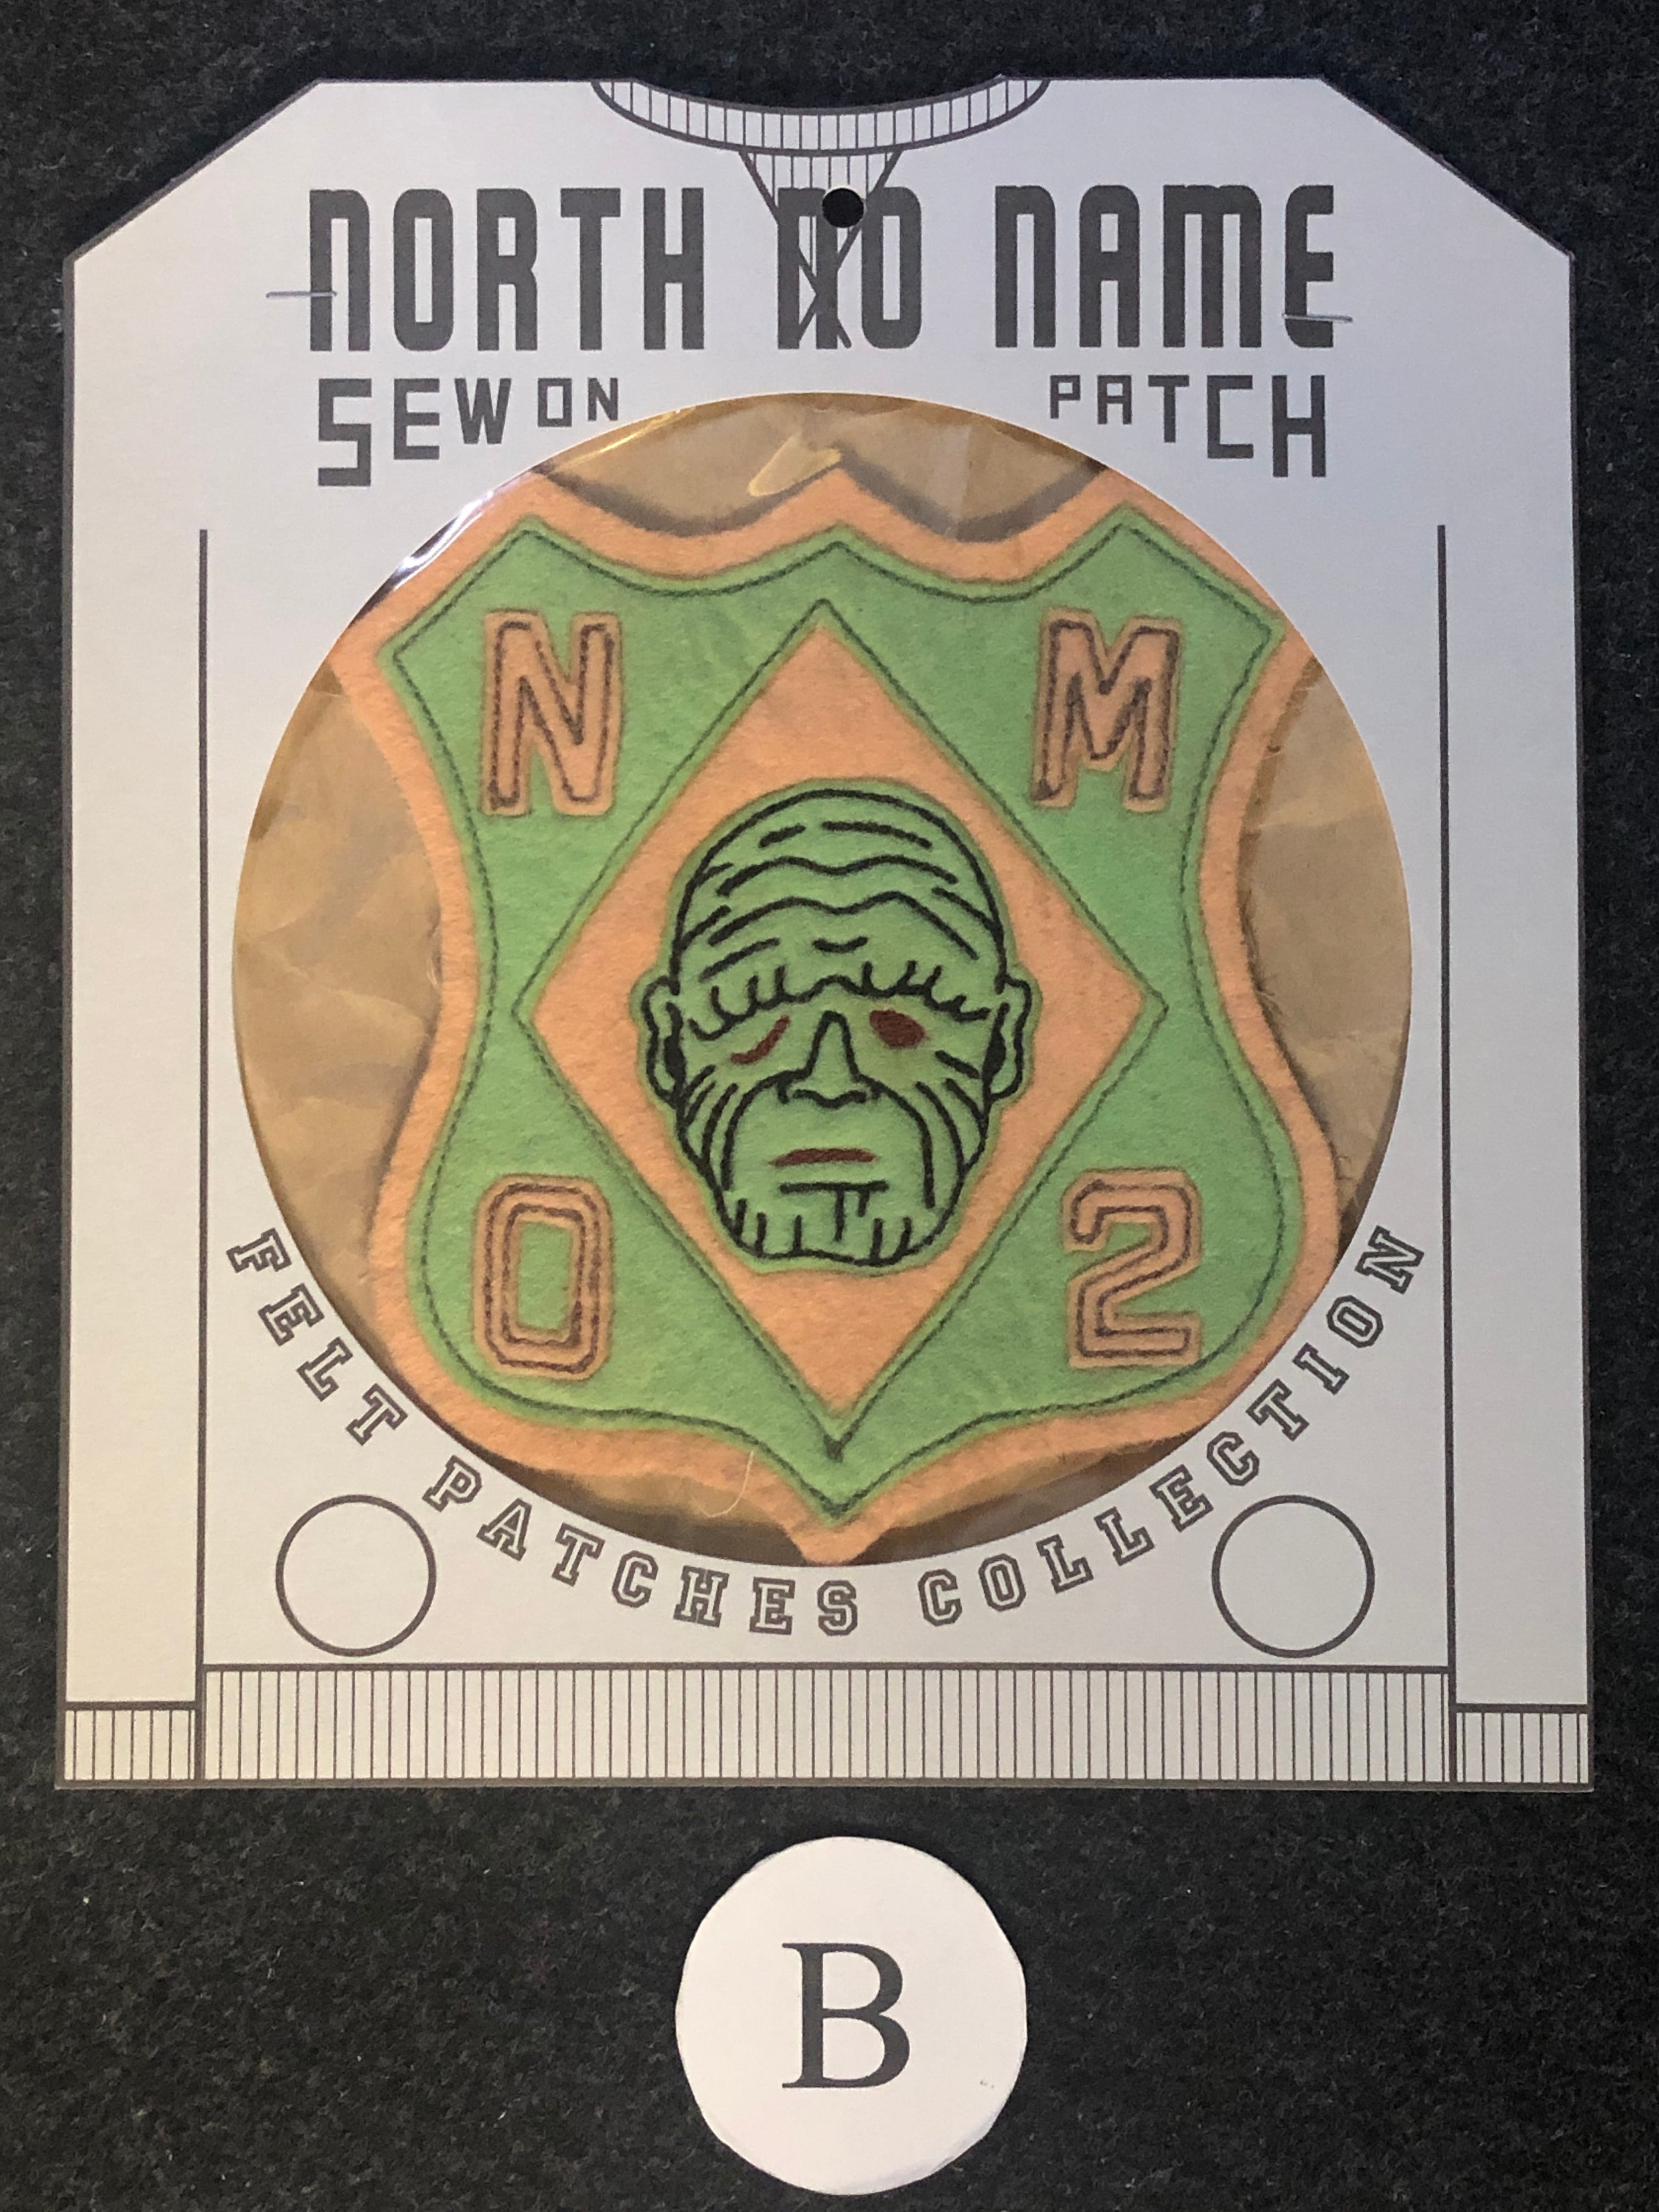 NORTH NO NAME
SEW ON PATCH
N M
O 2
FELT PATCHES COLLECTION
B